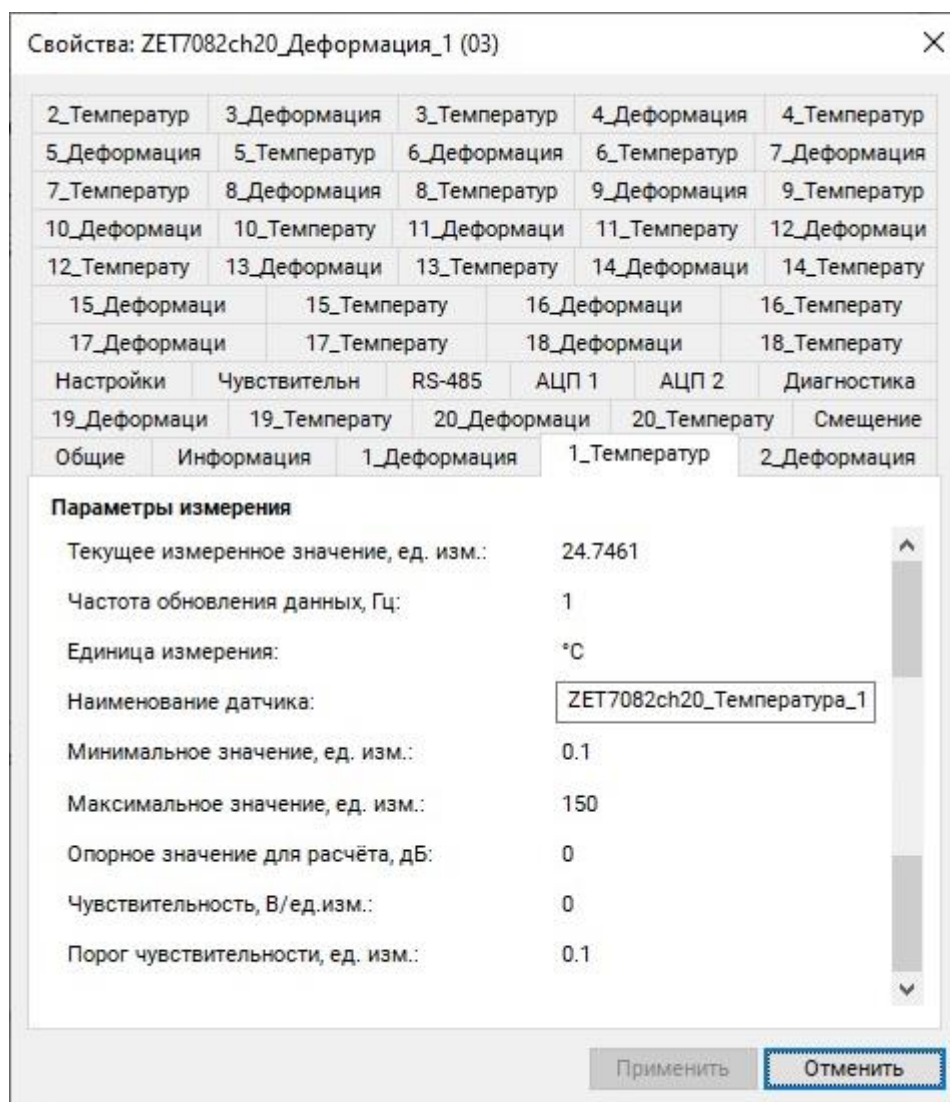 Свойства: ZET7082ch20_Деформация_1 (03)
2_Температур 3_Деформация 3_Температур 4_Деформация 4_Температур
5_Деформация 5_Температур 6_Деформация 6_Температур 7_Деформация
7_Температур 8_Деформация 8_Температур 9_Деформация 9_Температур
10_Деформаци 10_Температу 11_Деформаци 11_Температу 12_Деформаци
12_Температу 13_Деформаци 13_Температу 14_Деформаци 14_Температу
15_Деформаци 15_Температу 16_Деформаци 16_Температу
17_Деформаци 17_Температу 18_Деформаци 18_Температу
Настройки Чувствительн RS-485 АЦП 1 АЦП 2 Диагностика
19_Деформаци 19_Температу 20_Деформаци 20_Температу Смещение
Общие Информация 1_Деформация 1_Температур 2_Деформация
Параметры измерения
Текущее измеренное значение, ед. изм.: 24.7461
Частота обновления данных, Гц: 1
Единица измерения: °C
Наименование датчика: ZET7082ch20_Температура_1
Минимальное значение, ед. изм.: 0.1
Максимальное значение, ед. изм.: 150
Опорное значение для расчёта, дБ: 0
Чувствительность, В/ед.изм.: 0
Порог чувствительности, ед. изм.: 0.1
Применить Отменить